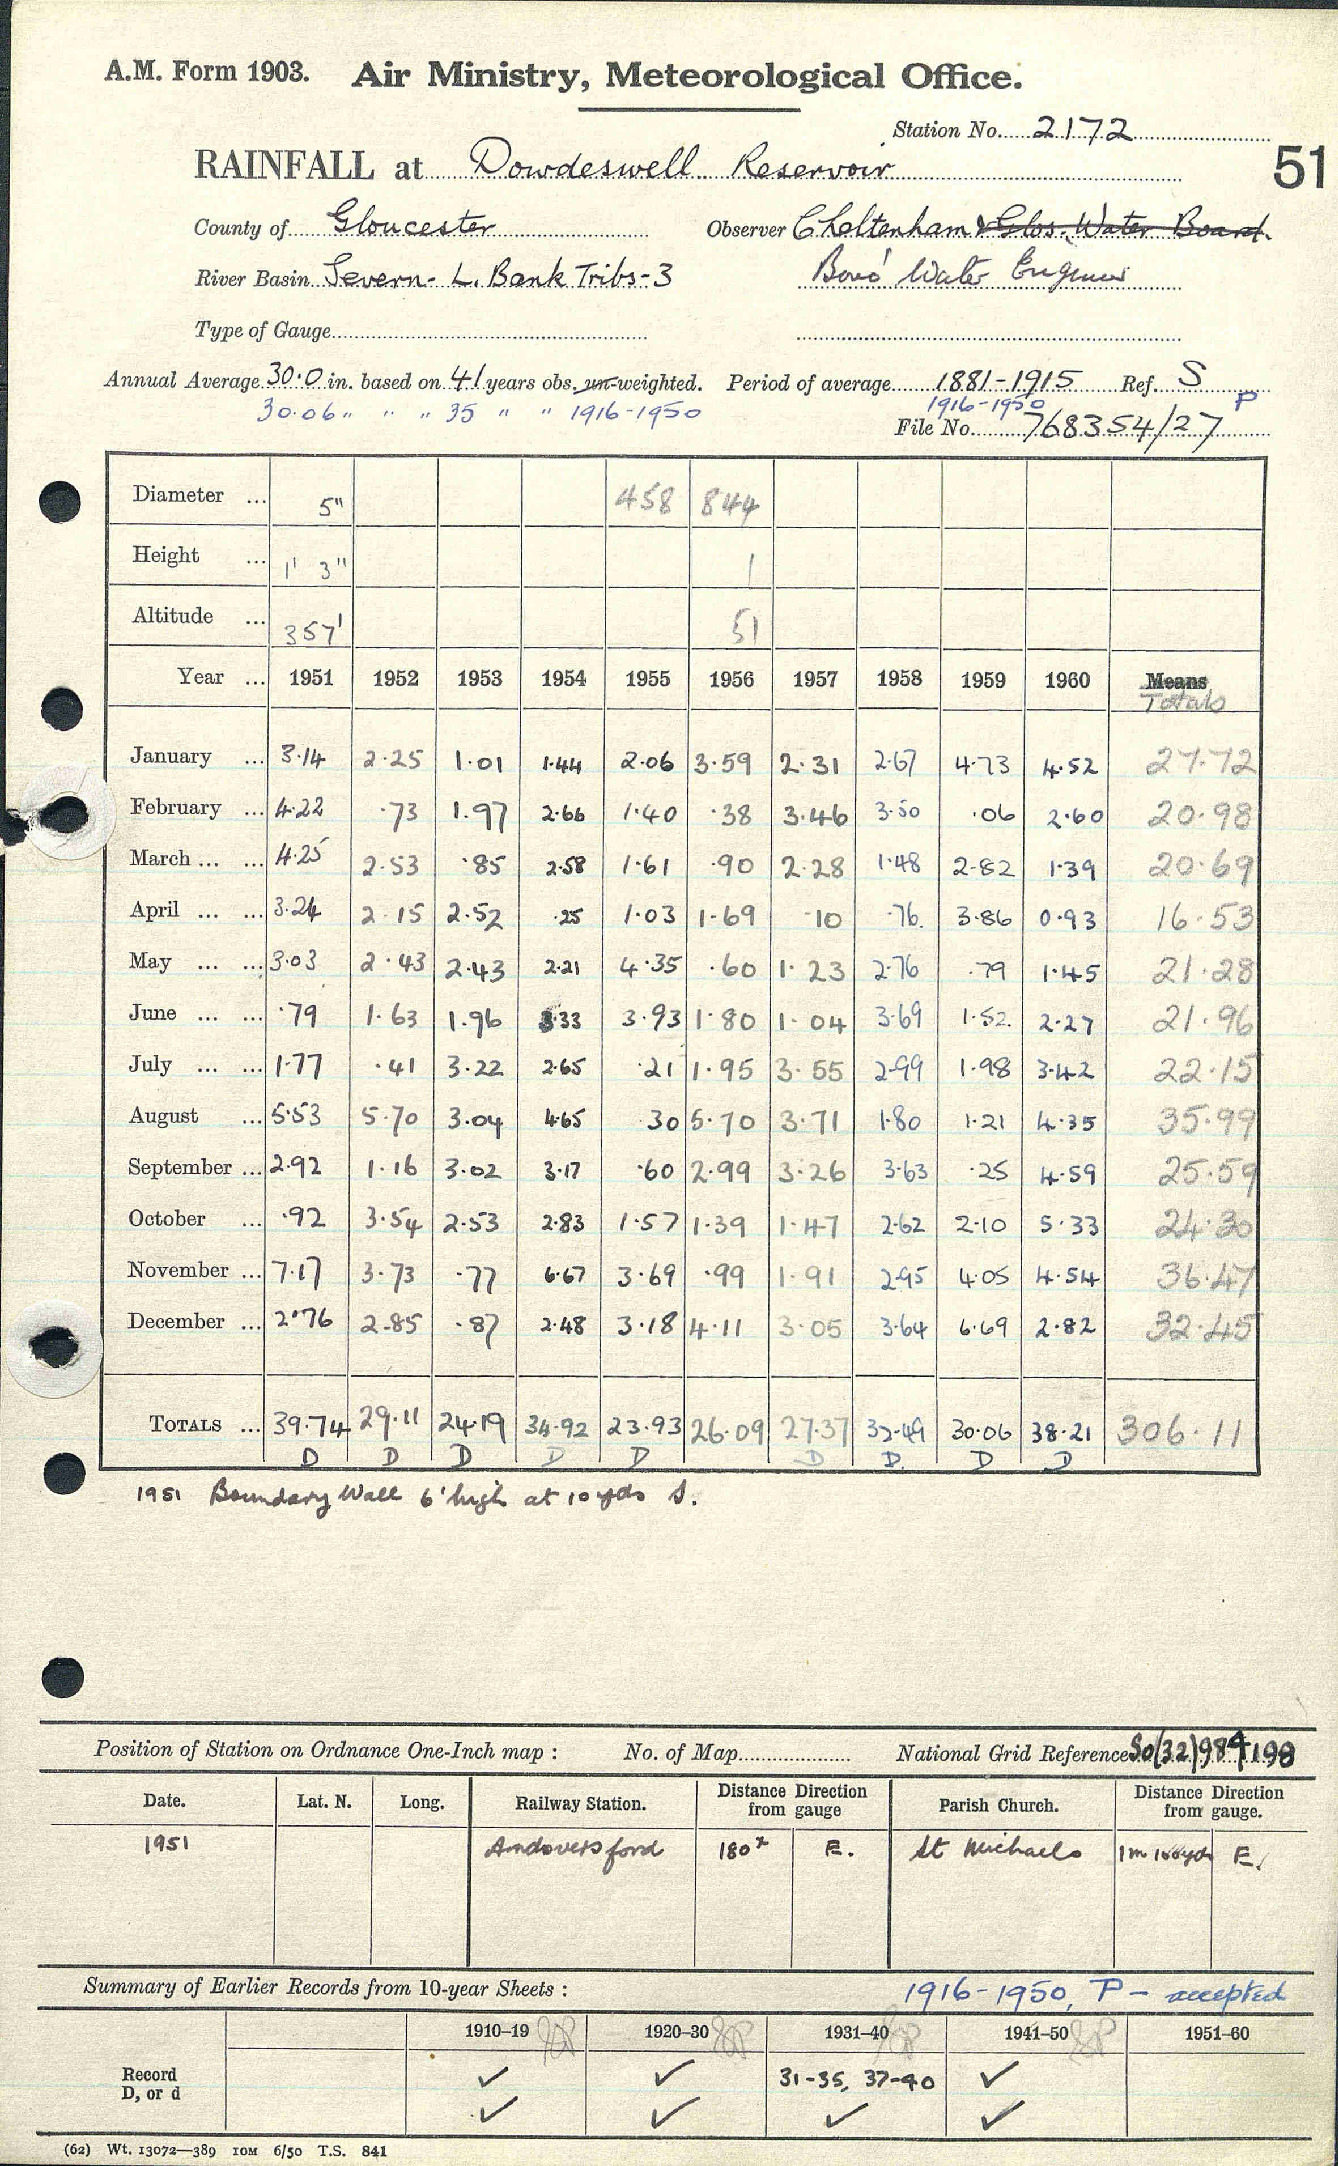 A.M. Form 1903. Air Ministry, Meteorological Office.
Station No. 2172
51
RAINFALL at Dowdeswell Reservoir
County of Gloucester Observer Cheltenham & Glos. Water Board.
River Basin Severn - L. Bank Tribs - 3 Boro' Water Engineer
Type of Gauge
Annual Average 30.0 in. based on 41 years obs. un-weighted. Period of average 1881-1915 Ref. S
30.06 " " " 35 " " 1916-1950 1916-1950 P
File No. 768354/27
Diameter ... 5" 458 844
Height ... 1' 3" 1
Altitude ... 357' 51
Year ... 1951 1952 1953 1954 1955 1956 1957 1958 1959 1960 Means
Totals
January ... 3.14 2.25 1.01 1.44 2.06 3.59 2.31 2.67 4.73 4.52 27.72
February ... 4.22 .73 1.97 2.66 1.40 .38 3.46 3.50 .06 2.60 20.98
March ... ... 4.25 2.53 .85 2.58 1.61 .90 2.28 1.48 2.82 1.39 20.69
April ... ... 3.24 2.15 2.52 .25 1.03 1.69 .10 .76 3.86 0.93 16.53
May ... ... 3.03 2.43 2.43 2.21 4.35 .60 1.23 2.76 .79 1.45 21.28
June ... ... .79 1.63 1.96 3.33 3.93 1.80 1.04 3.69 1.52 2.27 21.96
July ... ... 1.77 .41 3.22 2.65 .21 1.95 3.55 2.99 1.98 3.42 22.15
August ... 5.53 5.70 3.04 4.65 .30 5.70 3.71 1.80 1.21 4.35 35.99
September ... 2.92 1.16 3.02 3.17 .60 2.99 3.26 3.63 .25 4.59 25.59
October ... .92 3.54 2.53 2.83 1.57 1.39 1.47 2.62 2.10 5.33 24.30
November ... 7.17 3.73 .77 6.67 3.69 .99 1.91 2.95 4.05 4.54 36.47
December ... 2.76 2.85 .87 2.48 3.18 4.11 3.05 3.64 6.69 2.82 32.45
TOTALS ... 39.74 29.11 24.19 34.92 23.93 26.09 27.37 32.49 30.06 38.21 306.11
D D D D D D D D D
1951 Boundary Wall 6' high at 10 yds S.
Position of Station on Ordnance One-Inch map : No. of Map National Grid Reference SO(32)984198
Date. Lat. N. Long. Railway Station. Distance Direction from gauge Parish Church. Distance Direction from gauge.
1951 Andoversford 180 E. St Michaels 1m E.
Summary of Earlier Records from 10-year Sheets : 1916-1950, P - accepted
1910–19 1920–30 1931–40 1941–50 1951–60
Record ✓ ✓ 31-35, 37-40 ✓
D, or d ✓ ✓ ✓ ✓
(62) Wt. 13072—389 10M 6/50 T.S. 841